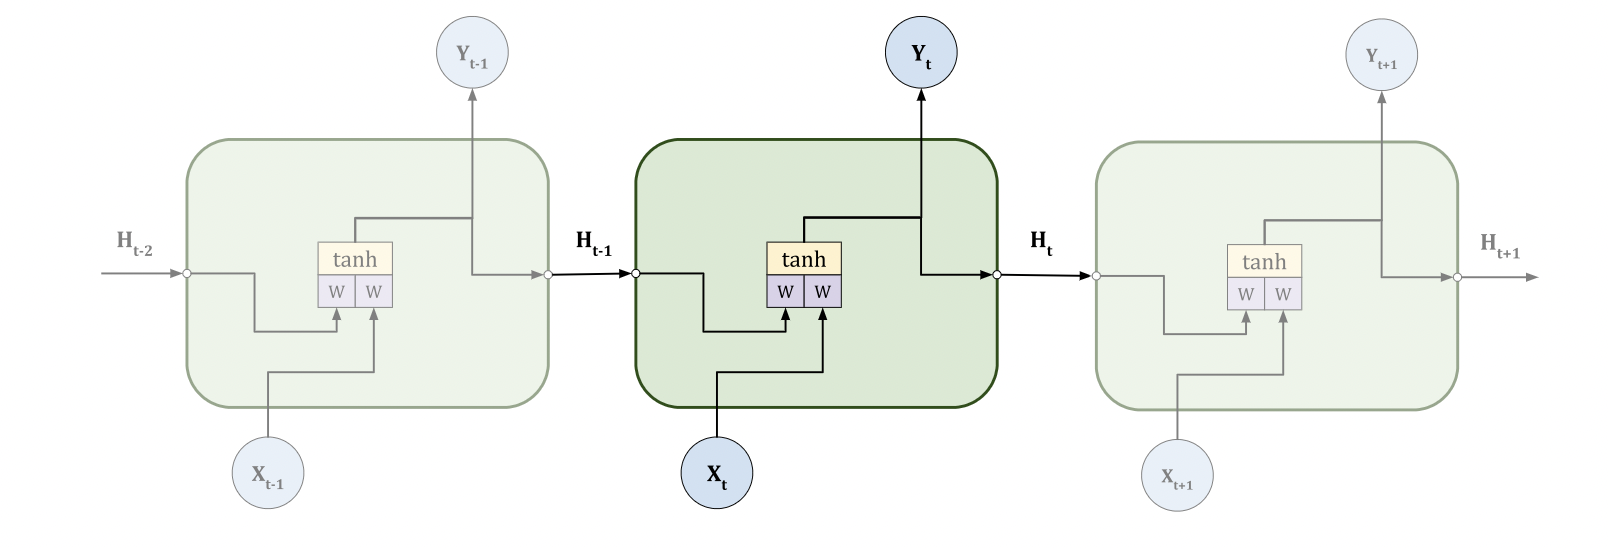 Yt-1
Yt
Yt+1
Ht-2
Ht-1
Ht
Ht+1
tanh
W W
tanh
W W
tanh
W W
Xt-1
Xt
Xt+1